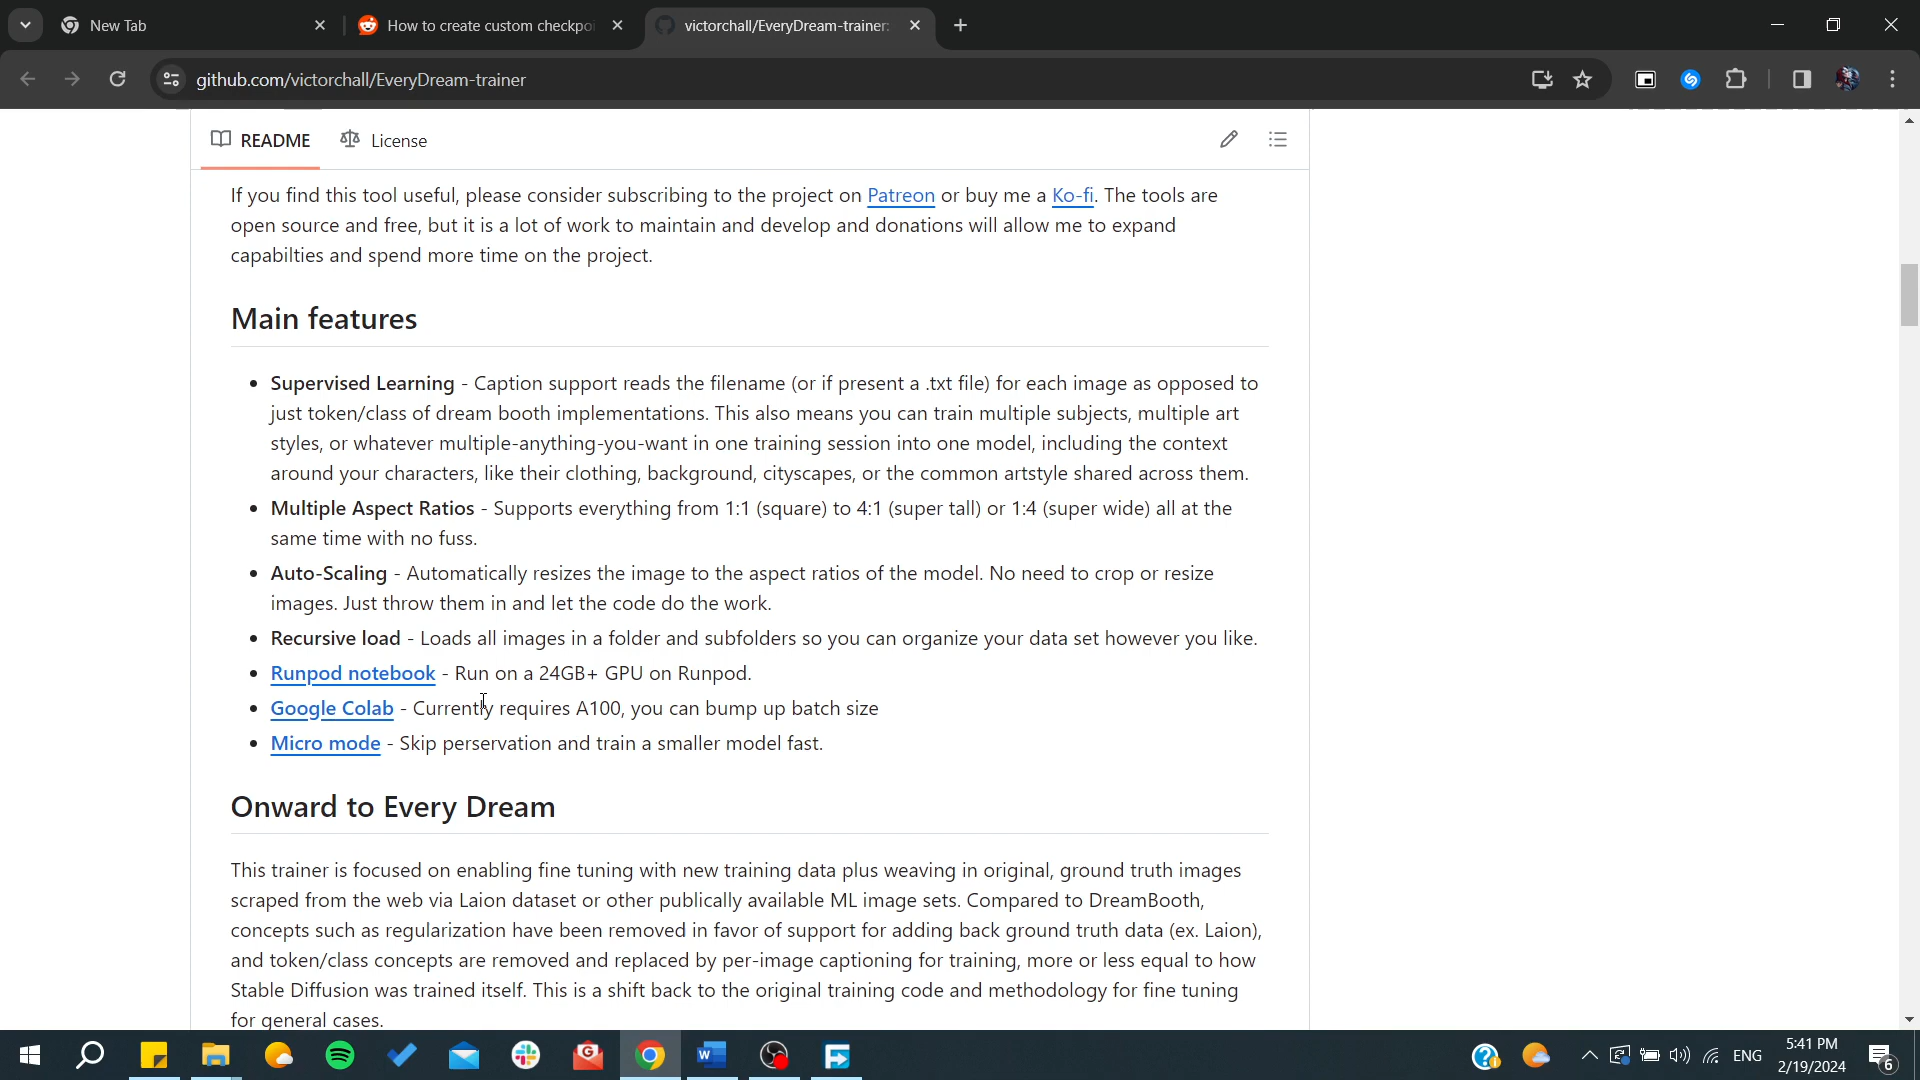 New Tab
How to create custom checkpoi
victorchall/EveryDream-trainer:
github.com/victorchall/EveryDream-trainer
README License
If you find this tool useful, please consider subscribing to the project on Patreon or buy me a Ko-fi. The tools are
open source and free, but it is a lot of work to maintain and develop and donations will allow me to expand
capabilties and spend more time on the project.
Main features
• Supervised Learning - Caption support reads the filename (or if present a .txt file) for each image as opposed to
just token/class of dream booth implementations. This also means you can train multiple subjects, multiple art
styles, or whatever multiple-anything-you-want in one training session into one model, including the context
around your characters, like their clothing, background, cityscapes, or the common artstyle shared across them.
• Multiple Aspect Ratios - Supports everything from 1:1 (square) to 4:1 (super tall) or 1:4 (super wide) all at the
same time with no fuss.
• Auto-Scaling - Automatically resizes the image to the aspect ratios of the model. No need to crop or resize
images. Just throw them in and let the code do the work.
• Recursive load - Loads all images in a folder and subfolders so you can organize your data set however you like.
• Runpod notebook - Run on a 24GB+ GPU on Runpod.
• Google Colab - Currently requires A100, you can bump up batch size
• Micro mode - Skip perservation and train a smaller model fast.
Onward to Every Dream
This trainer is focused on enabling fine tuning with new training data plus weaving in original, ground truth images
scraped from the web via Laion dataset or other publically available ML image sets. Compared to DreamBooth,
concepts such as regularization have been removed in favor of support for adding back ground truth data (ex. Laion),
and token/class concepts are removed and replaced by per-image captioning for training, more or less equal to how
Stable Diffusion was trained itself. This is a shift back to the original training code and methodology for fine tuning
for general cases.
ENG
5:41 PM
2/19/2024
6